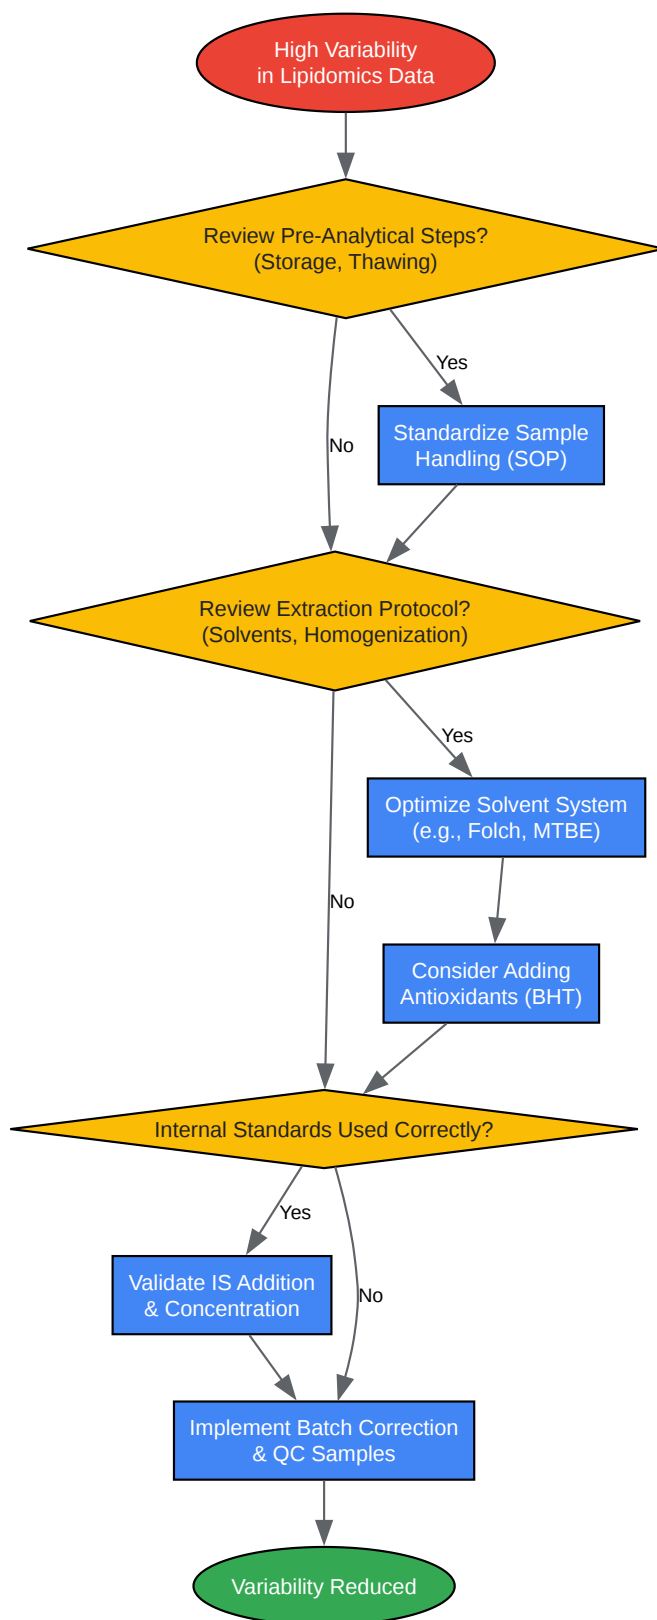 High Variability
in Lipidomics Data
Review Pre-Analytical Steps?
(Storage, Thawing)
Yes
Standardize Sample
Handling (SOP)
No
Review Extraction Protocol?
(Solvents, Homogenization)
Yes
Optimize Solvent System
(e.g., Folch, MTBE)
No
Consider Adding
Antioxidants (BHT)
Internal Standards Used Correctly?
Yes
Validate IS Addition
& Concentration
No
Implement Batch Correction
& QC Samples
Variability Reduced